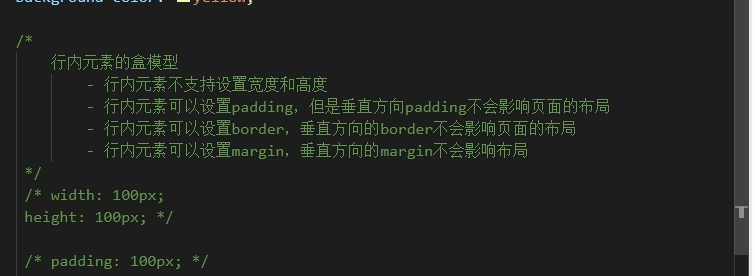 background-color: yellow;
/*
行内元素的盒模型
- 行内元素不支持设置宽度和高度
- 行内元素可以设置padding，但是垂直方向padding不会影响页面的布局
- 行内元素可以设置border，垂直方向的border不会影响页面的布局
- 行内元素可以设置margin，垂直方向的margin不会影响布局
*/
/* width: 100px;
height: 100px; */
/* padding: 100px; */